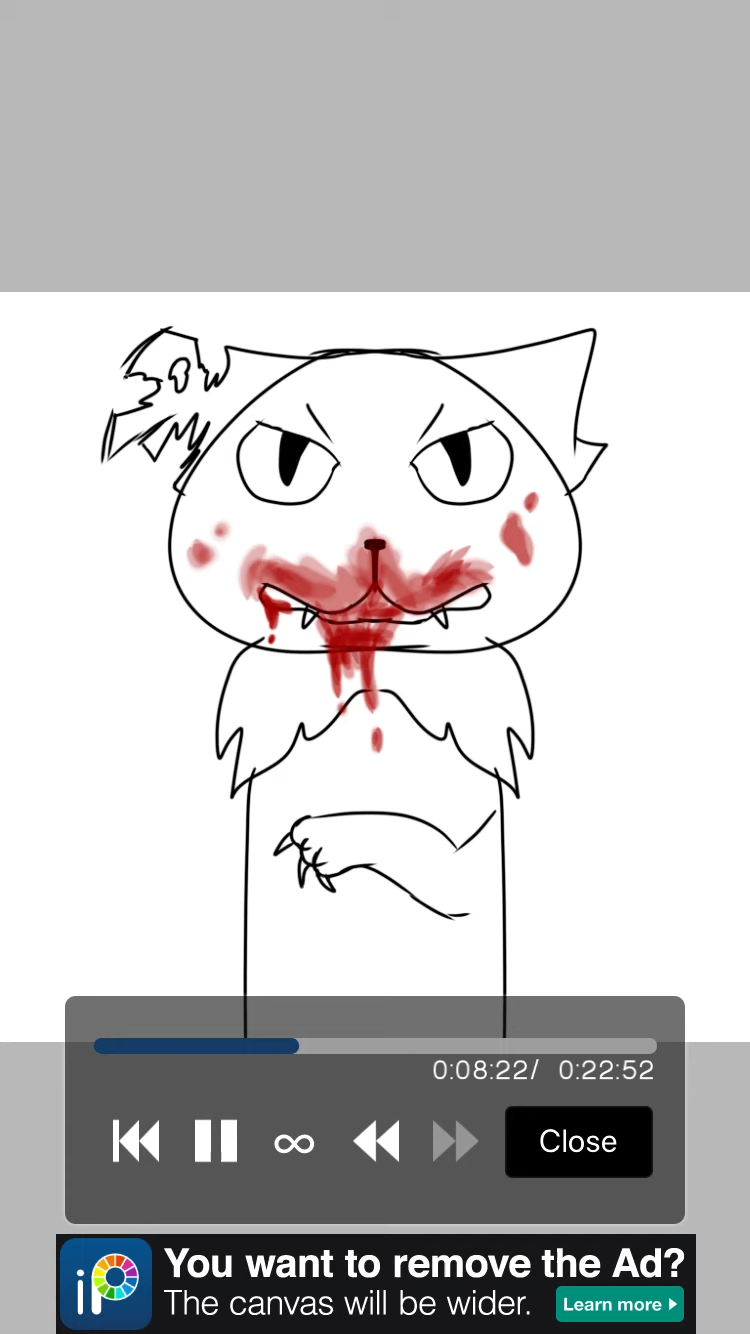 0:08:22/ 0:22:52
Close
iP
You want to remove the Ad?
The canvas will be wider.
Learn more